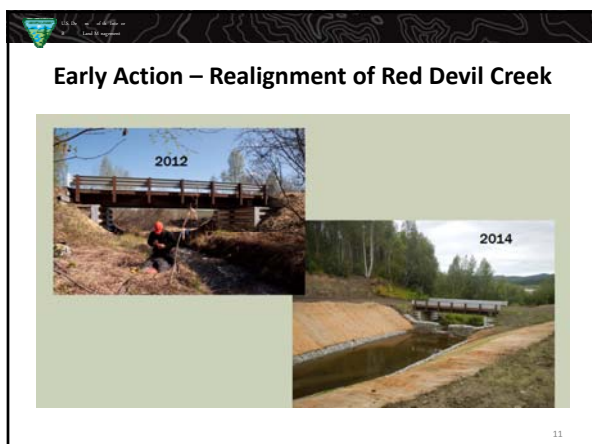 U.S.
Early Action – Realignment of Red Devil Creek
2012
2014
11